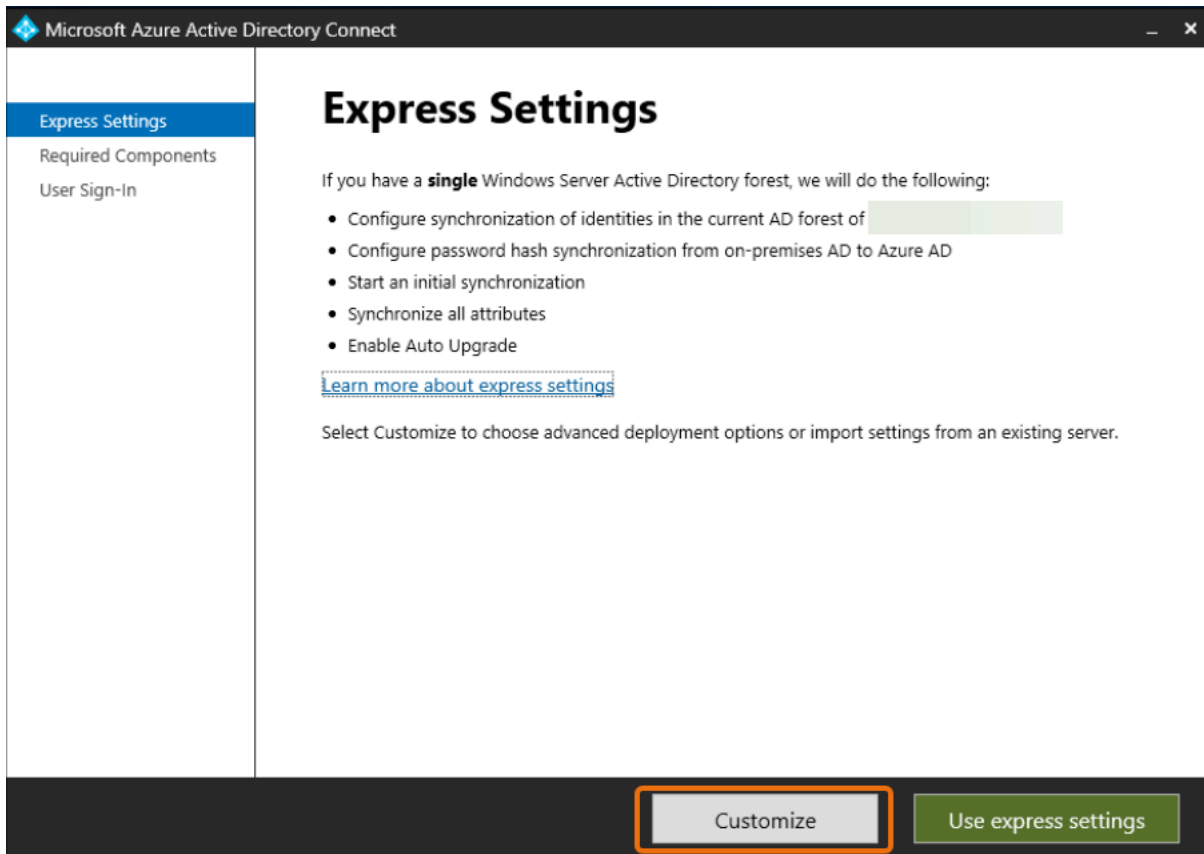 Microsoft Azure Active Directory Connect
Express Settings
Required Components
User Sign-In
Express Settings
If you have a single Windows Server Active Directory forest, we will do the following:
• Configure synchronization of identities in the current AD forest of
• Configure password hash synchronization from on-premises AD to Azure AD
• Start an initial synchronization
• Synchronize all attributes
• Enable Auto Upgrade
Learn more about express settings
Select Customize to choose advanced deployment options or import settings from an existing server.
Customize
Use express settings